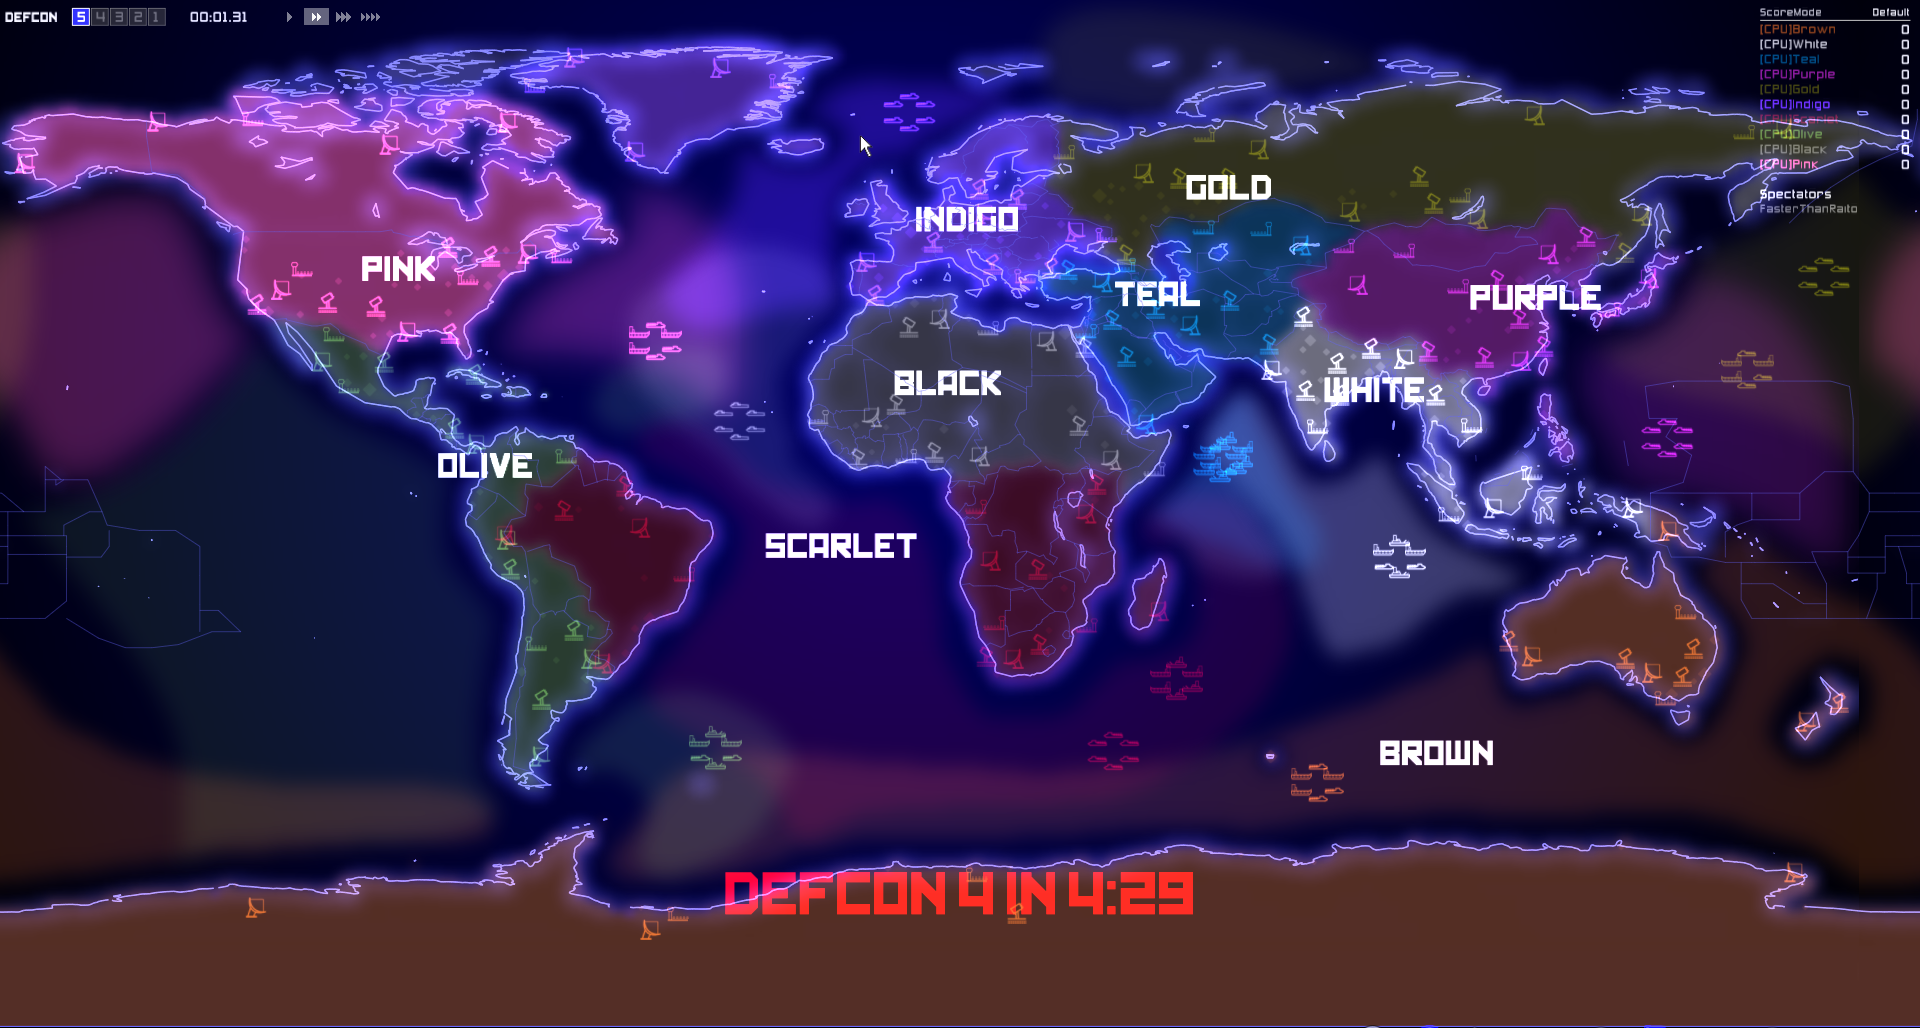 DEFCON 5 4 3 2 1 00:01.31
ScoreMode Default
[CPU]Brown 0
[CPU]White 0
[CPU]Teal 0
[CPU]Purple 0
[CPU]Gold 0
[CPU]Indigo 0
[CPU]Scarlet 0
[CPU]Olive 0
[CPU]Black 0
[CPU]Pink 0
Spectators
FasterThanRaito
GOLD
INDIGO
PINK
TEAL
PURPLE
BLACK
WHITE
OLIVE
SCARLET
BROWN
DEFCON 4 IN 4:29